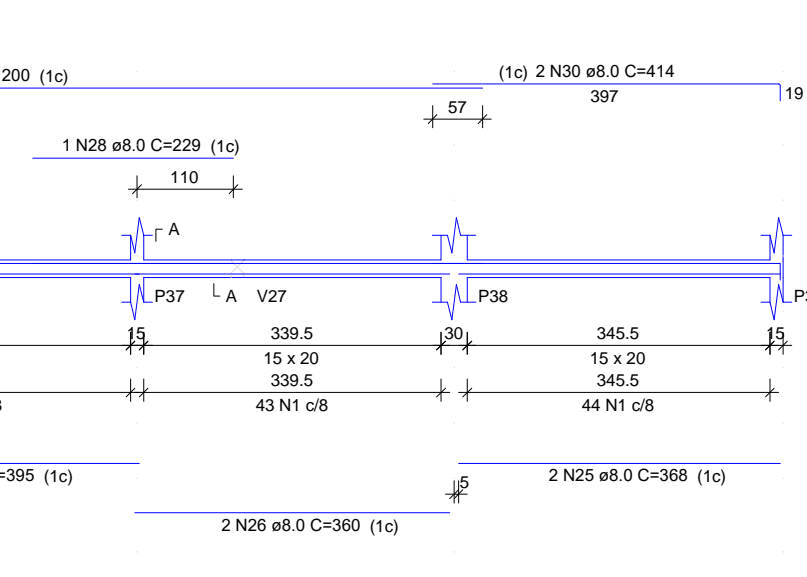 200 (1c)
(1c) 2 N30 ø8.0 C=414
397
19
57
1 N28 ø8.0 C=229 (1c)
110
A
P37
A
V27
P38
15
339.5
30
345.5
15
15 x 20
15 x 20
339.5
345.5
43 N1 c/8
44 N1 c/8
=395 (1c)
2 N25 ø8.0 C=368 (1c)
5
2 N26 ø8.0 C=360 (1c)